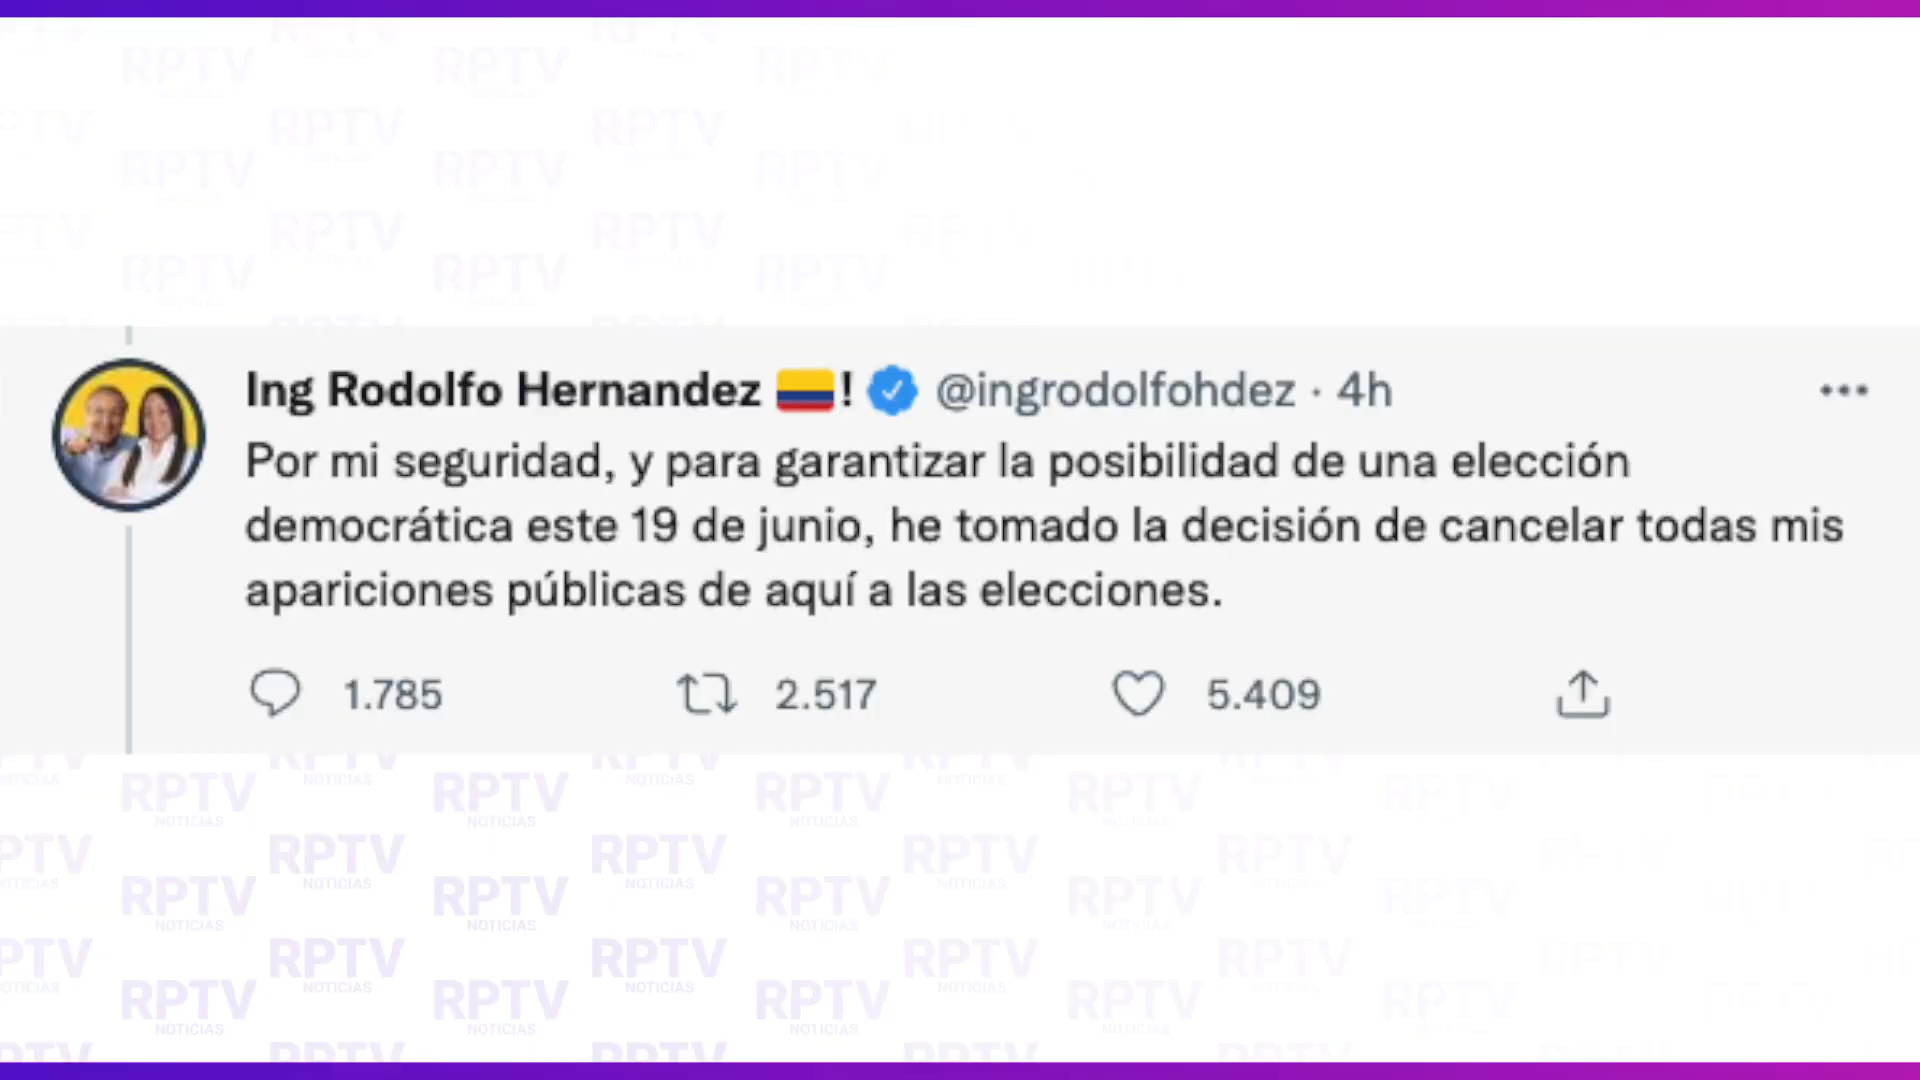 Ing Rodolfo Hernandez 🇨🇴! @ingrodolfohdez · 4h
Por mi seguridad, y para garantizar la posibilidad de una elección
democrática este 19 de junio, he tomado la decisión de cancelar todas mis
apariciones públicas de aquí a las elecciones.
1.785 2.517 5.409
RPTV
NOTICIAS